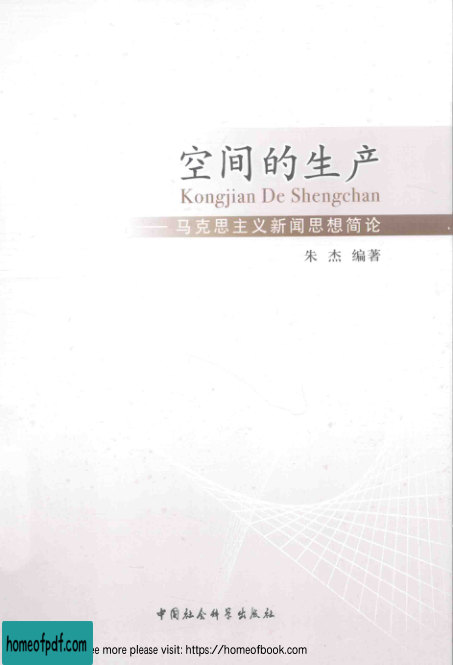 空间的生产
Kongjian De Shengchan
——马克思主义新闻思想简论
朱 杰 编著
中国社会科学出版社
homeofpdf.com
ee more please visit: https://homeofbook.com